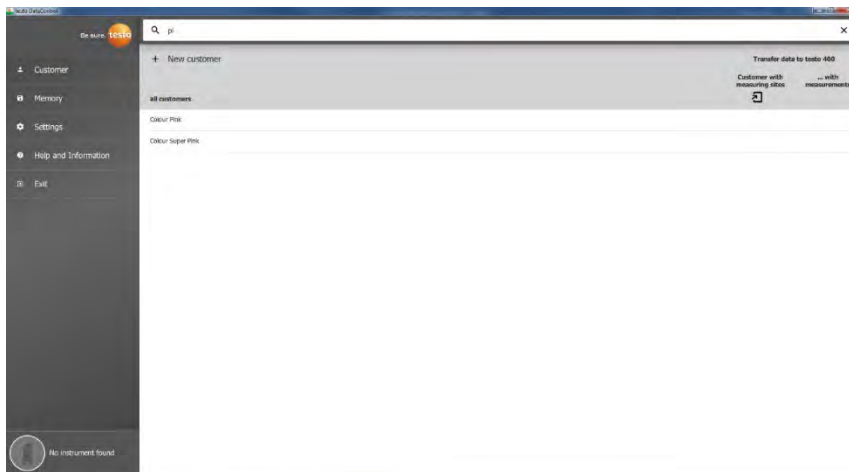 testo DataControl
Be sure. testo
pi
Customer
Memory
Settings
Help and Information
Exit
No instrument found
+ New customer
Transfer data to testo 400
Customer with
measuring sites
... with
measurements
all customers
Colour Pink
Colour Super Pink